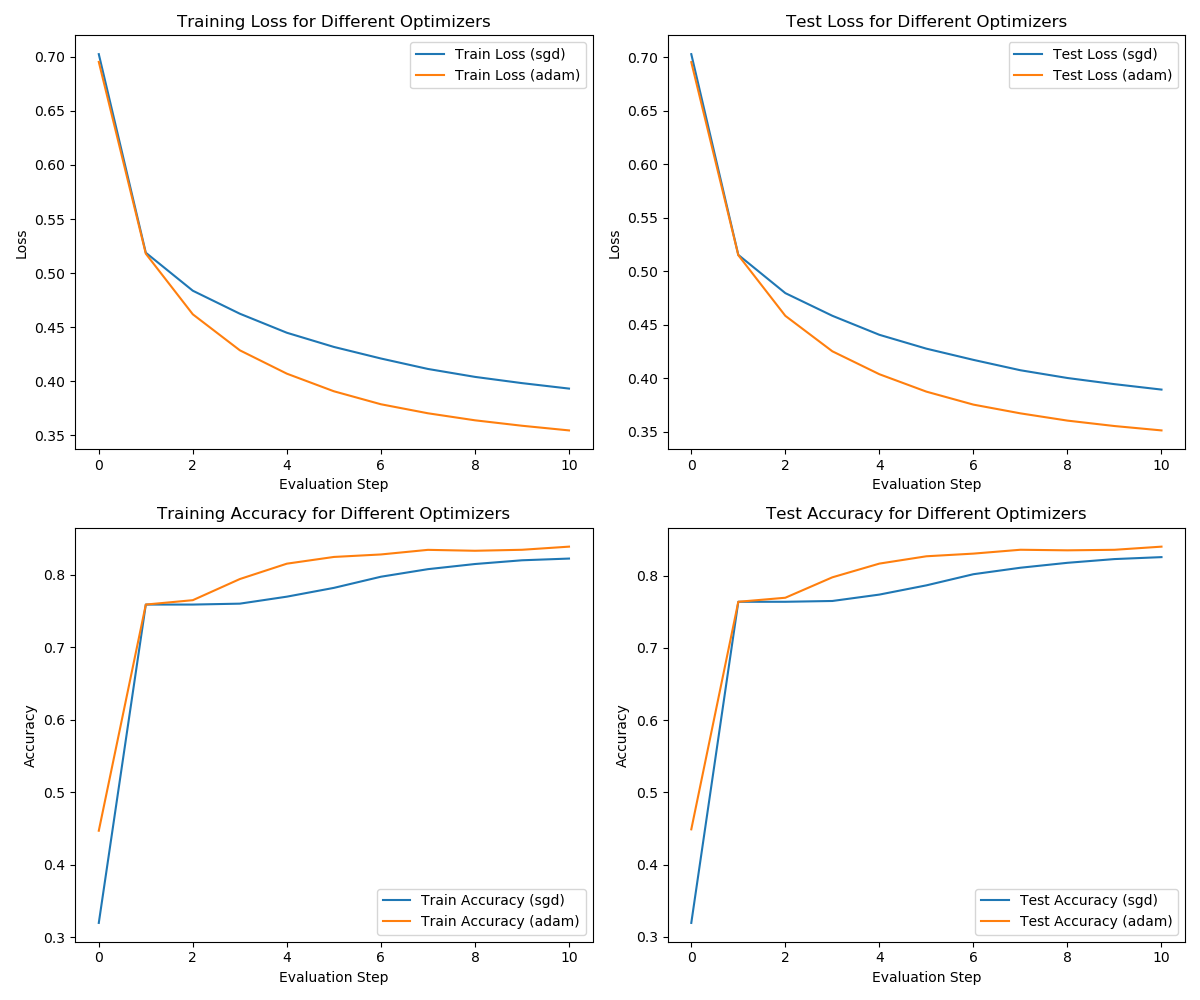 Training Loss for Different Optimizers
Train Loss (sgd)
Train Loss (adam)
Loss
0.70
0.65
0.60
0.55
0.50
0.45
0.40
0.35
0 2 4 6 8 10
Evaluation Step
Test Loss for Different Optimizers
Test Loss (sgd)
Test Loss (adam)
Loss
0.70
0.65
0.60
0.55
0.50
0.45
0.40
0.35
0 2 4 6 8 10
Evaluation Step
Training Accuracy for Different Optimizers
Accuracy
0.8
0.7
0.6
0.5
0.4
0.3
Train Accuracy (sgd)
Train Accuracy (adam)
0 2 4 6 8 10
Evaluation Step
Test Accuracy for Different Optimizers
Accuracy
0.8
0.7
0.6
0.5
0.4
0.3
Test Accuracy (sgd)
Test Accuracy (adam)
0 2 4 6 8 10
Evaluation Step